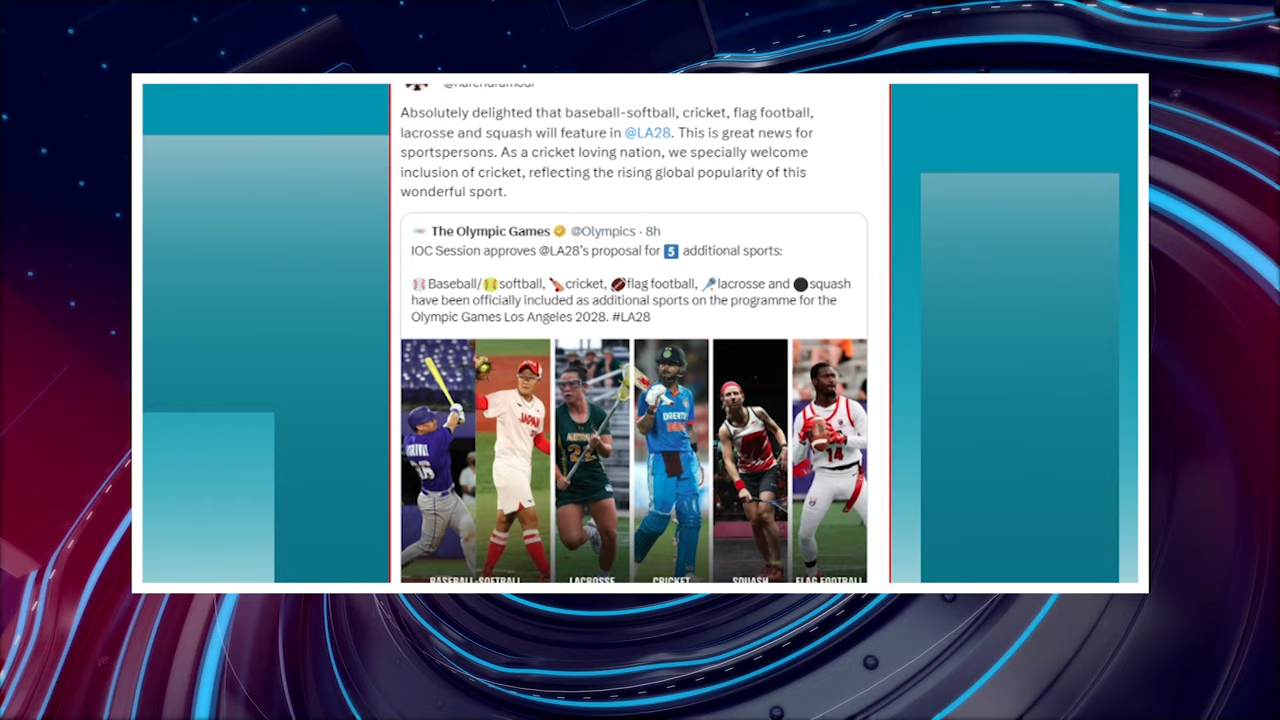 @narendramodi
Absolutely delighted that baseball-softball, cricket, flag football,
lacrosse and squash will feature in @LA28. This is great news for
sportspersons. As a cricket loving nation, we specially welcome
inclusion of cricket, reflecting the rising global popularity of this
wonderful sport.
The Olympic Games @Olympics · 8h
IOC Session approves @LA28's proposal for 5️⃣ additional sports:
⚾Baseball/🥎softball, 🏏cricket, 🏈flag football, 🥍lacrosse and ⚫squash
have been officially included as additional sports on the programme for the
Olympic Games Los Angeles 2028. #LA28
JAPAN
22
14
BASEBALL-SOFTBALL LACROSSE CRICKET SQUASH FLAG FOOTBALL